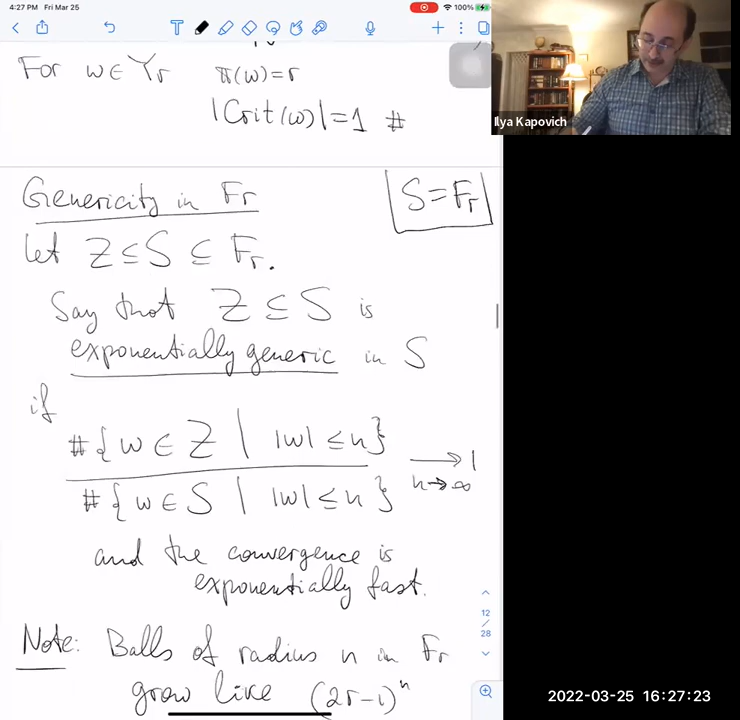 4:27 PM Fri Mar 25
100%
For w ∈ Yr π(w)=r
|Crit(w)|=1 #
Ilya Kapovich
Genericity in Fr
S=Fr
Let Z ⊆ S ⊆ Fr.
Say that Z ⊆ S is
exponentially generic in S
if
#{w ∈ Z | |w| ≤ n}
#{w ∈ S | |w| ≤ n}
→ 1
n→∞
and the convergence is
exponentially fast.
12
/
28
Note: Balls of radius n in Fr
grow like (2r-1)^n
2022-03-25 16:27:23